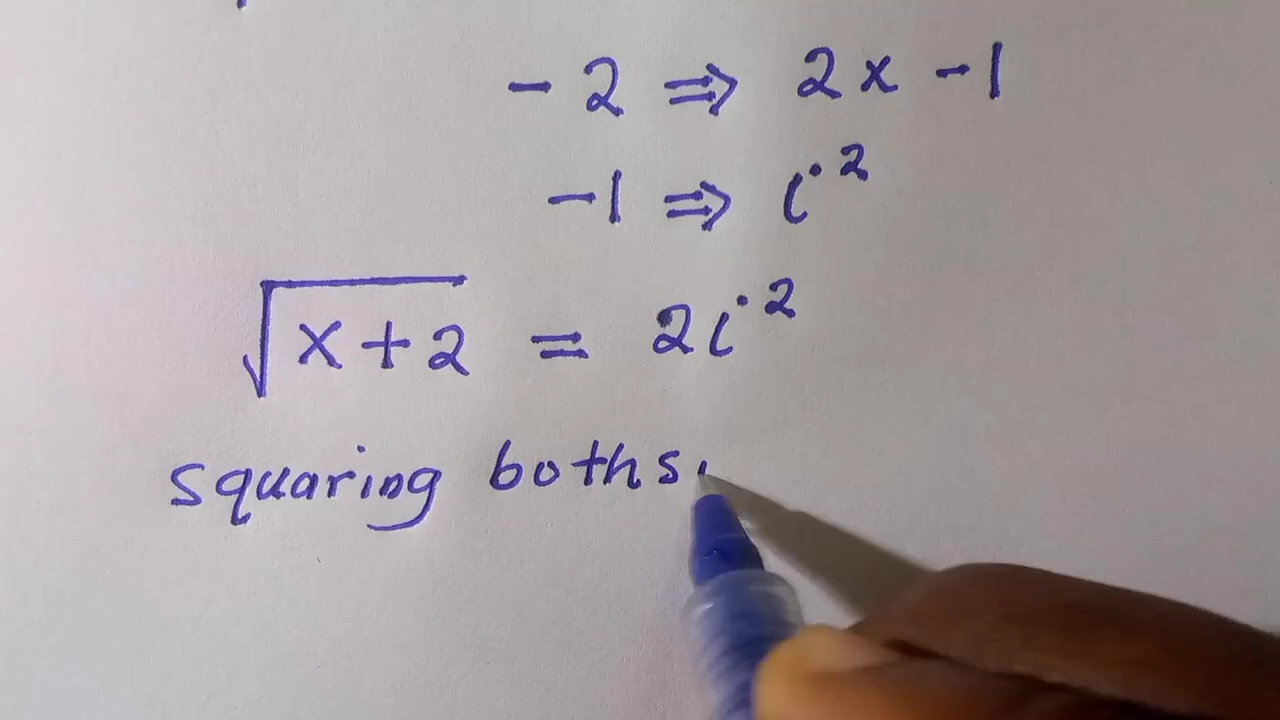 - 2 ⇒ 2x -1
-1 ⇒ i²
√(x+2) = 2i²
squaring boths